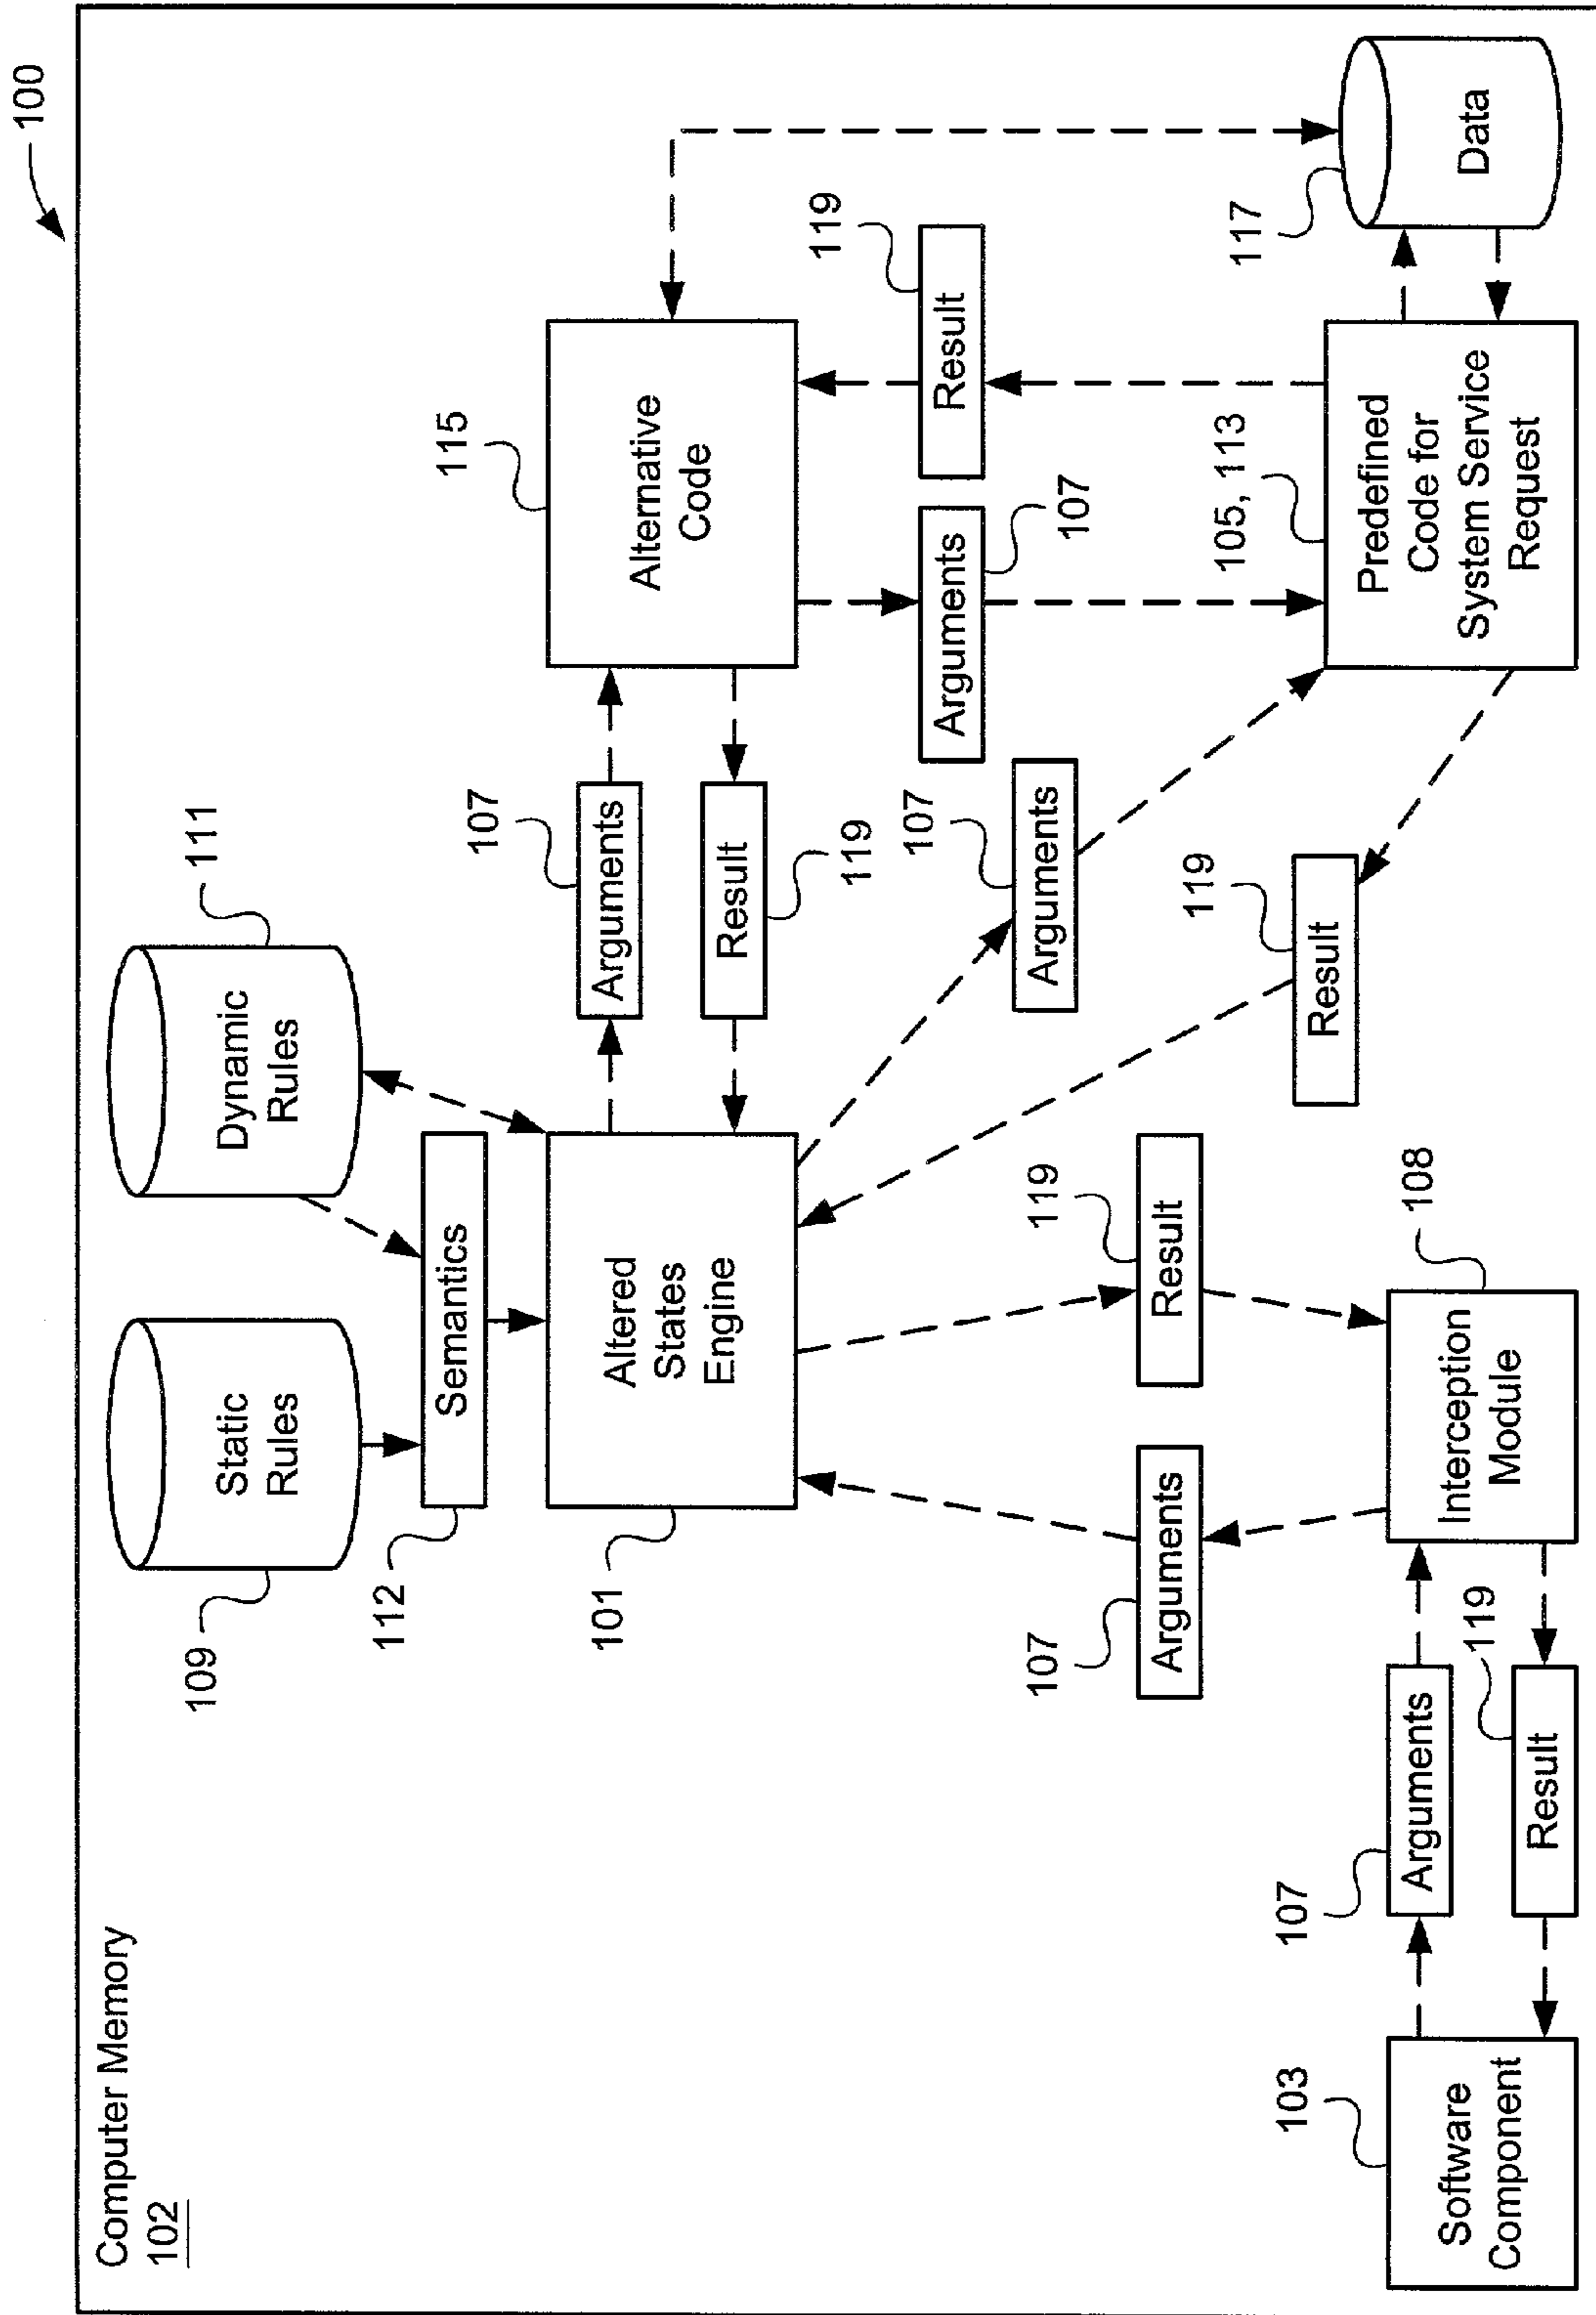 100
Computer Memory
102
109
Static
Rules
Dynamic
Rules
111
112
Semantics
101
Altered
States
Engine
107
Arguments
Result
119
115
Alternative
Code
Arguments
107
Result
119
107
Arguments
119
Result
107
Arguments
119
Result
103
Software
Component
107
Arguments
Result
119
108
Interception
Module
105, 113
Predefined
Code for
System Service
Request
117
Data